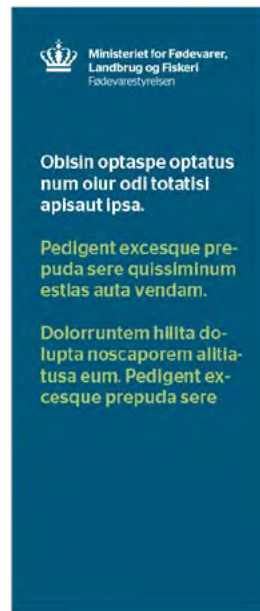 Ministeriet for Fødevarer,
Landbrug og Fiskeri
Fødevarestyrelsen
Obisin optaspe optatus
num olur odi totatisi
apisaut ipsa.
Pedigent excesque pre-
puda sere quissiminum
estias auta vendam.
Dolorruntem hilita do-
lupta noscaporem alitia-
tusa eum. Pedigent ex-
cesque prepuda sere